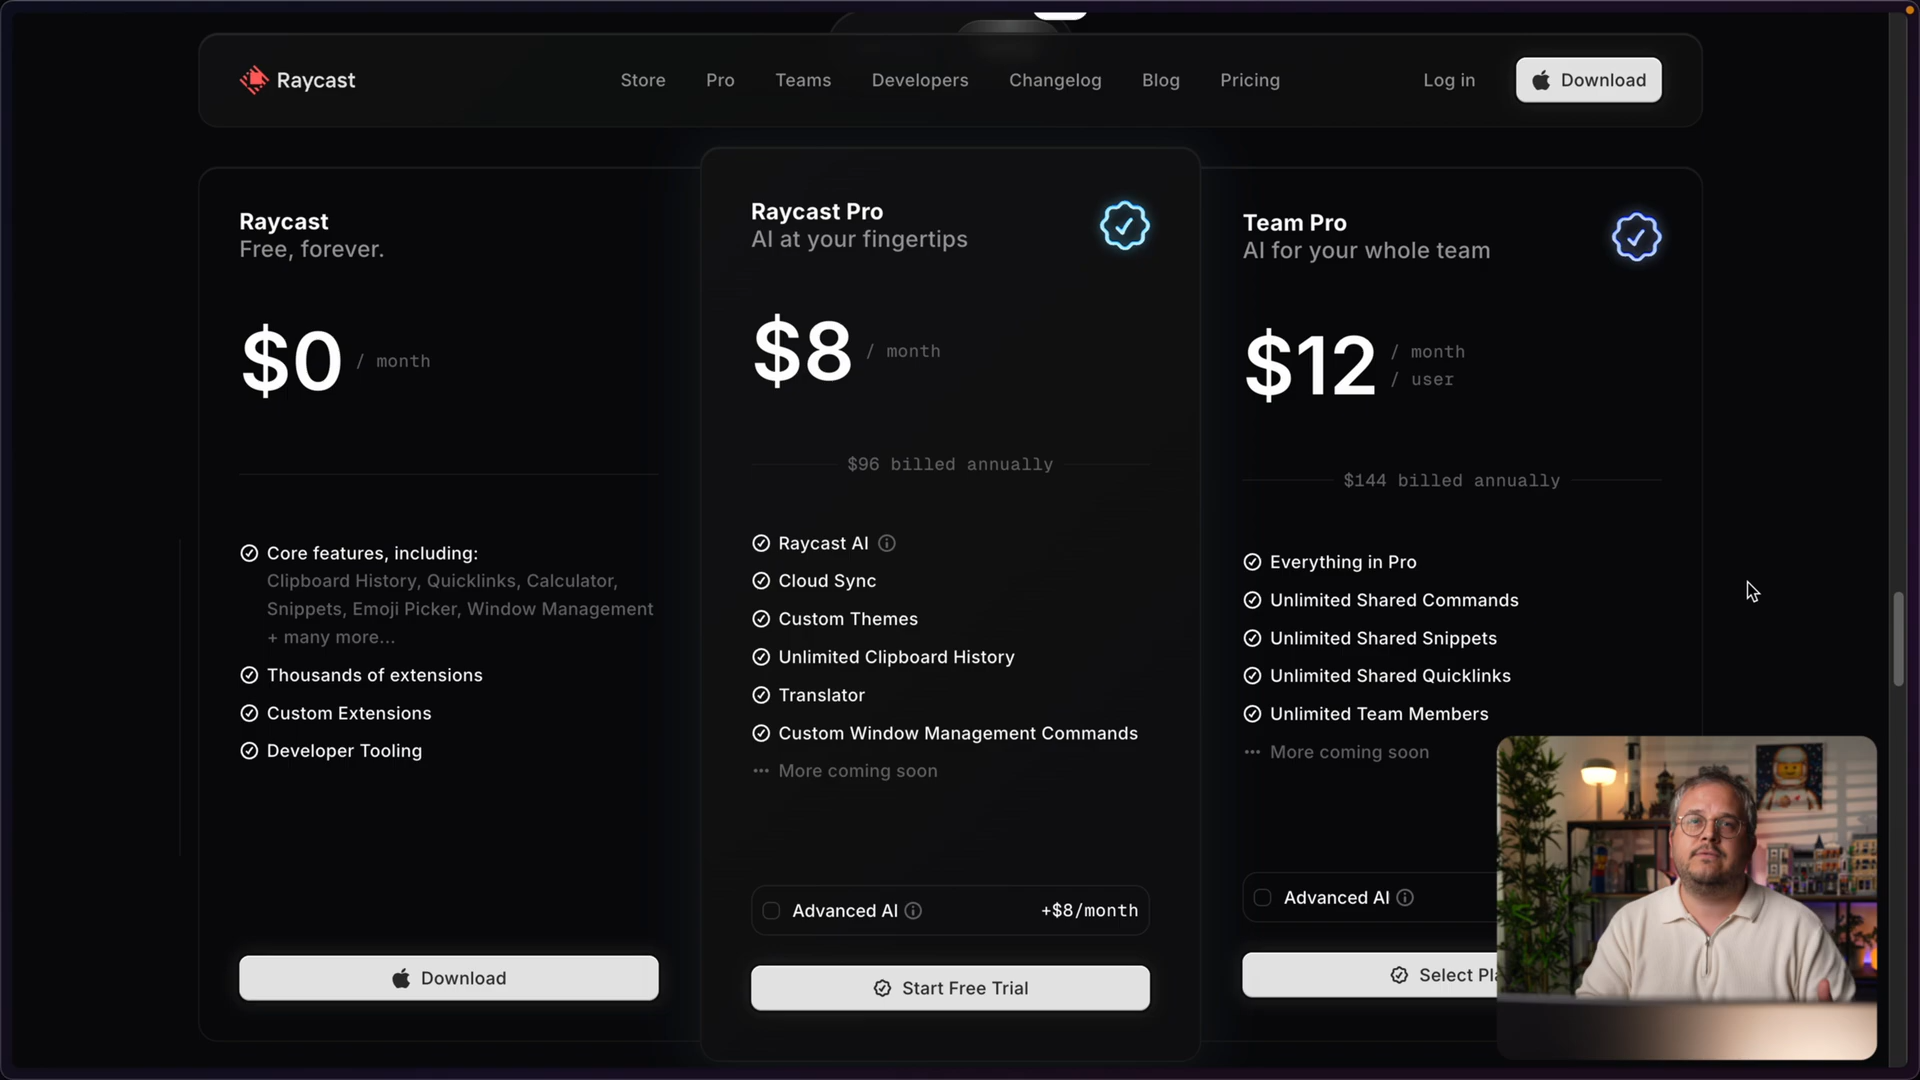 Raycast
Store
Pro
Teams
Developers
Changelog
Blog
Pricing
Log in
Download
Raycast
Free, forever.
$0 / month
Core features, including:
Clipboard History, Quicklinks, Calculator,
Snippets, Emoji Picker, Window Management
+ many more...
Thousands of extensions
Custom Extensions
Developer Tooling
Download
Raycast Pro
AI at your fingertips
$8 / month
$96 billed annually
Raycast AI
Cloud Sync
Custom Themes
Unlimited Clipboard History
Translator
Custom Window Management Commands
More coming soon
Advanced AI
+$8/month
Start Free Trial
Team Pro
AI for your whole team
$12 / month
/ user
$144 billed annually
Everything in Pro
Unlimited Shared Commands
Unlimited Shared Snippets
Unlimited Shared Quicklinks
Unlimited Team Members
More coming soon
Advanced AI
Select